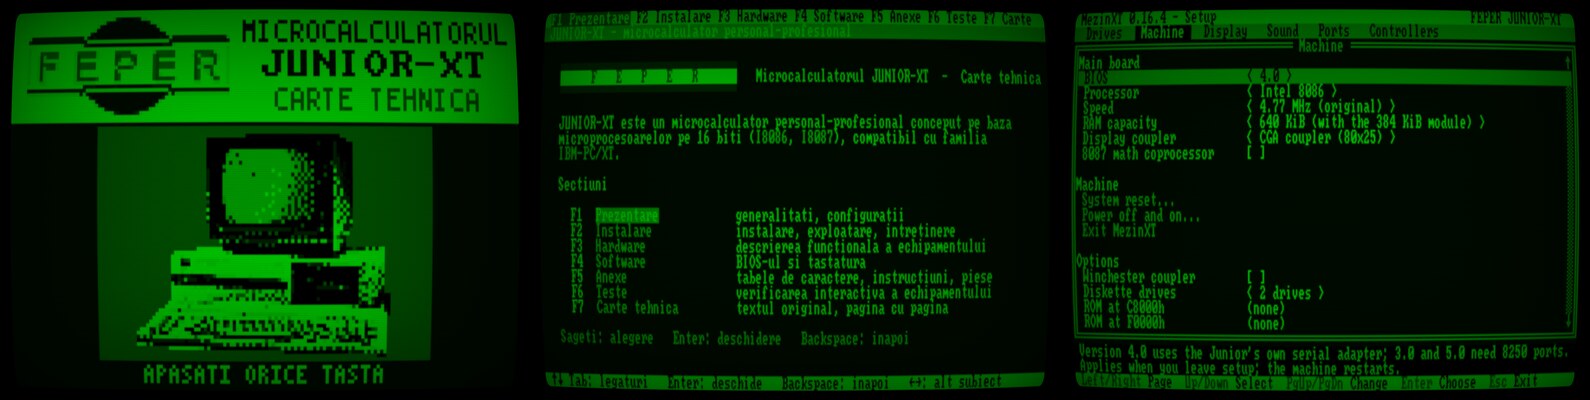 FEPER
MICROCALCULATORUL
JUNIOR-XT
CARTE TEHNICA
APASATI ORICE TASTA
F1 Prezentare F2 Instalare F3 Hardware F4 Software F5 Anexe F6 Teste F7 Carte
JUNIOR-XT - microcalculator personal-profesional
F E P E R Microcalculatorul JUNIOR-XT - Carte tehnica
JUNIOR-XT este un microcalculator personal-profesional conceput pe baza
microprocesoarelor pe 16 biti (I8086, I8087), compatibil cu familia
IBM-PC/XT.
Sectiuni
F1 Prezentare generalitati, configuratii
F2 Instalare instalare, exploatare, intretinere
F3 Hardware descrierea functionala a echipamentului
F4 Software BIOS-ul si tastatura
F5 Anexe tabele de caractere, instructiuni, piese
F6 Teste verificarea interactiva a echipamentului
F7 Carte tehnica textul original, pagina cu pagina
Sageti: alegere Enter: deschidere Backspace: inapoi
Tab: legaturi Enter: deschide Backspace: inapoi ↔: alt subiect
MezinXT 0.16.4 - Setup FEPER JUNIOR-XT
Drives Machine Display Sound Ports Controllers
Machine
Main board
BIOS ( 4.0 )
Processor ( Intel 8086 )
Speed ( 4.77 MHz (original) )
RAM capacity ( 640 KiB (with the 384 KiB module) )
Display coupler ( CGA coupler (80x25) )
8087 math coprocessor [ ]
Machine
System reset...
Power off and on...
Exit MezinXT
Options
Winchester coupler [ ]
Diskette drives ( 2 drives )
ROM at C8000h (none)
ROM at F0000h (none)
Version 4.0 uses the Junior's own serial adapter; 3.0 and 5.0 need 8250 ports.
Applies when you leave setup; the machine restarts.
Left/Right Page Up/Down Select PgUp/PgDn Change Enter Choose Esc Exit